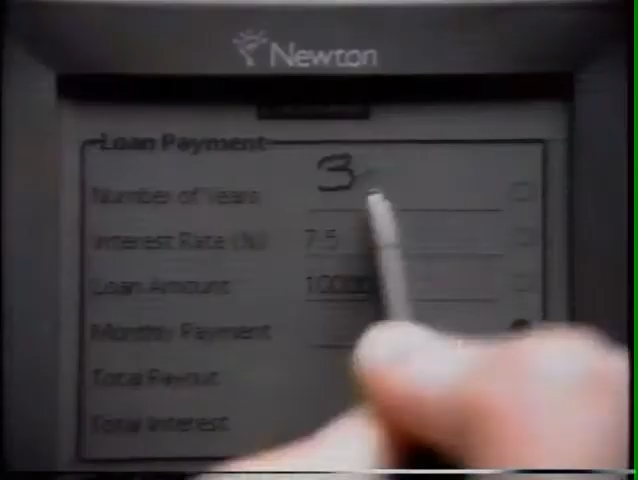 Newton
Loan Payment
Number of Years 3
Interest Rate (%) 7.5
Loan Amount
Monthly Payment
Total Payout
Total Interest